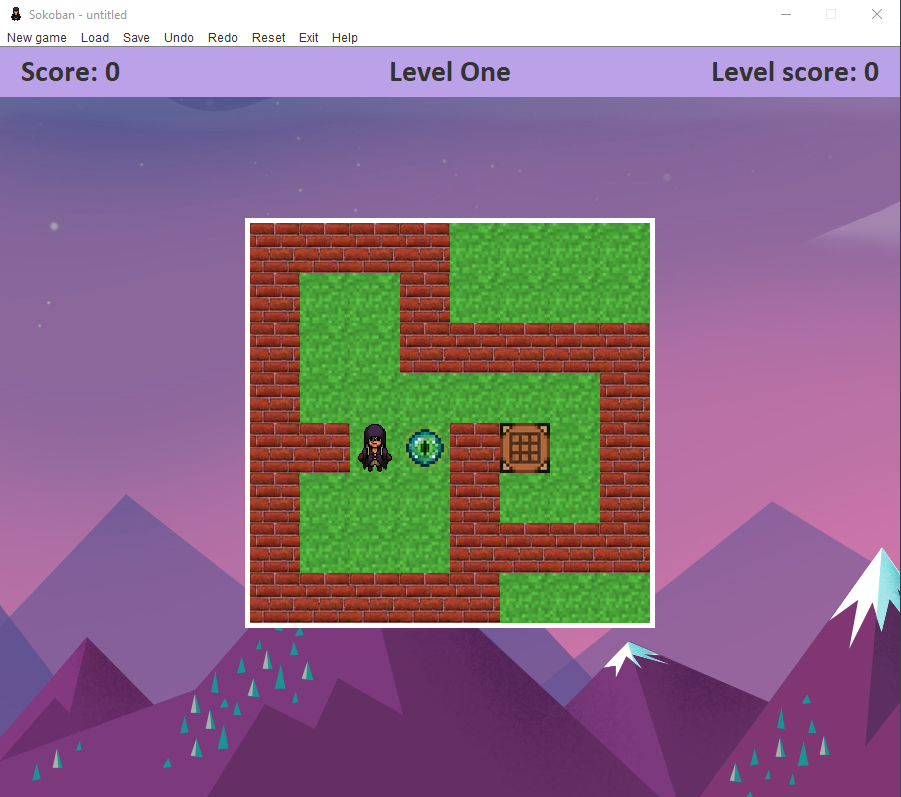 Sokoban - untitled
New game Load Save Undo Redo Reset Exit Help
Score: 0 Level One Level score: 0